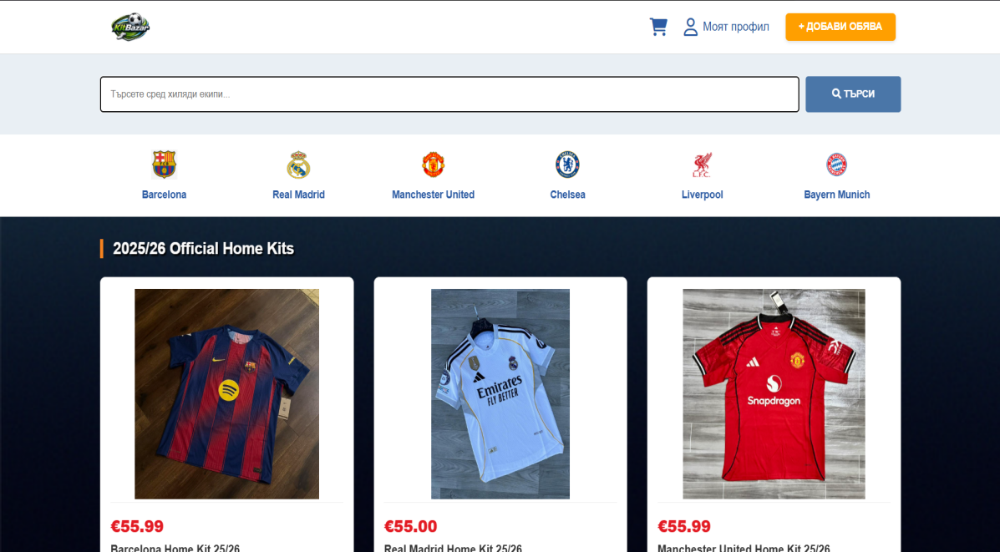 KitBazar
Моят профил
+ ДОБАВИ ОБЯВА
Търсете сред хиляди екипи...
ТЪРСИ
Barcelona
Real Madrid
Manchester United
Chelsea
Liverpool
Bayern Munich
L.F.C.
2025/26 Official Home Kits
Emirates
FLY BETTER
Snapdragon
€55.99
€55.00
€55.99
Barcelona Home Kit 25/26
Real Madrid Home Kit 25/26
Manchester United Home Kit 25/26